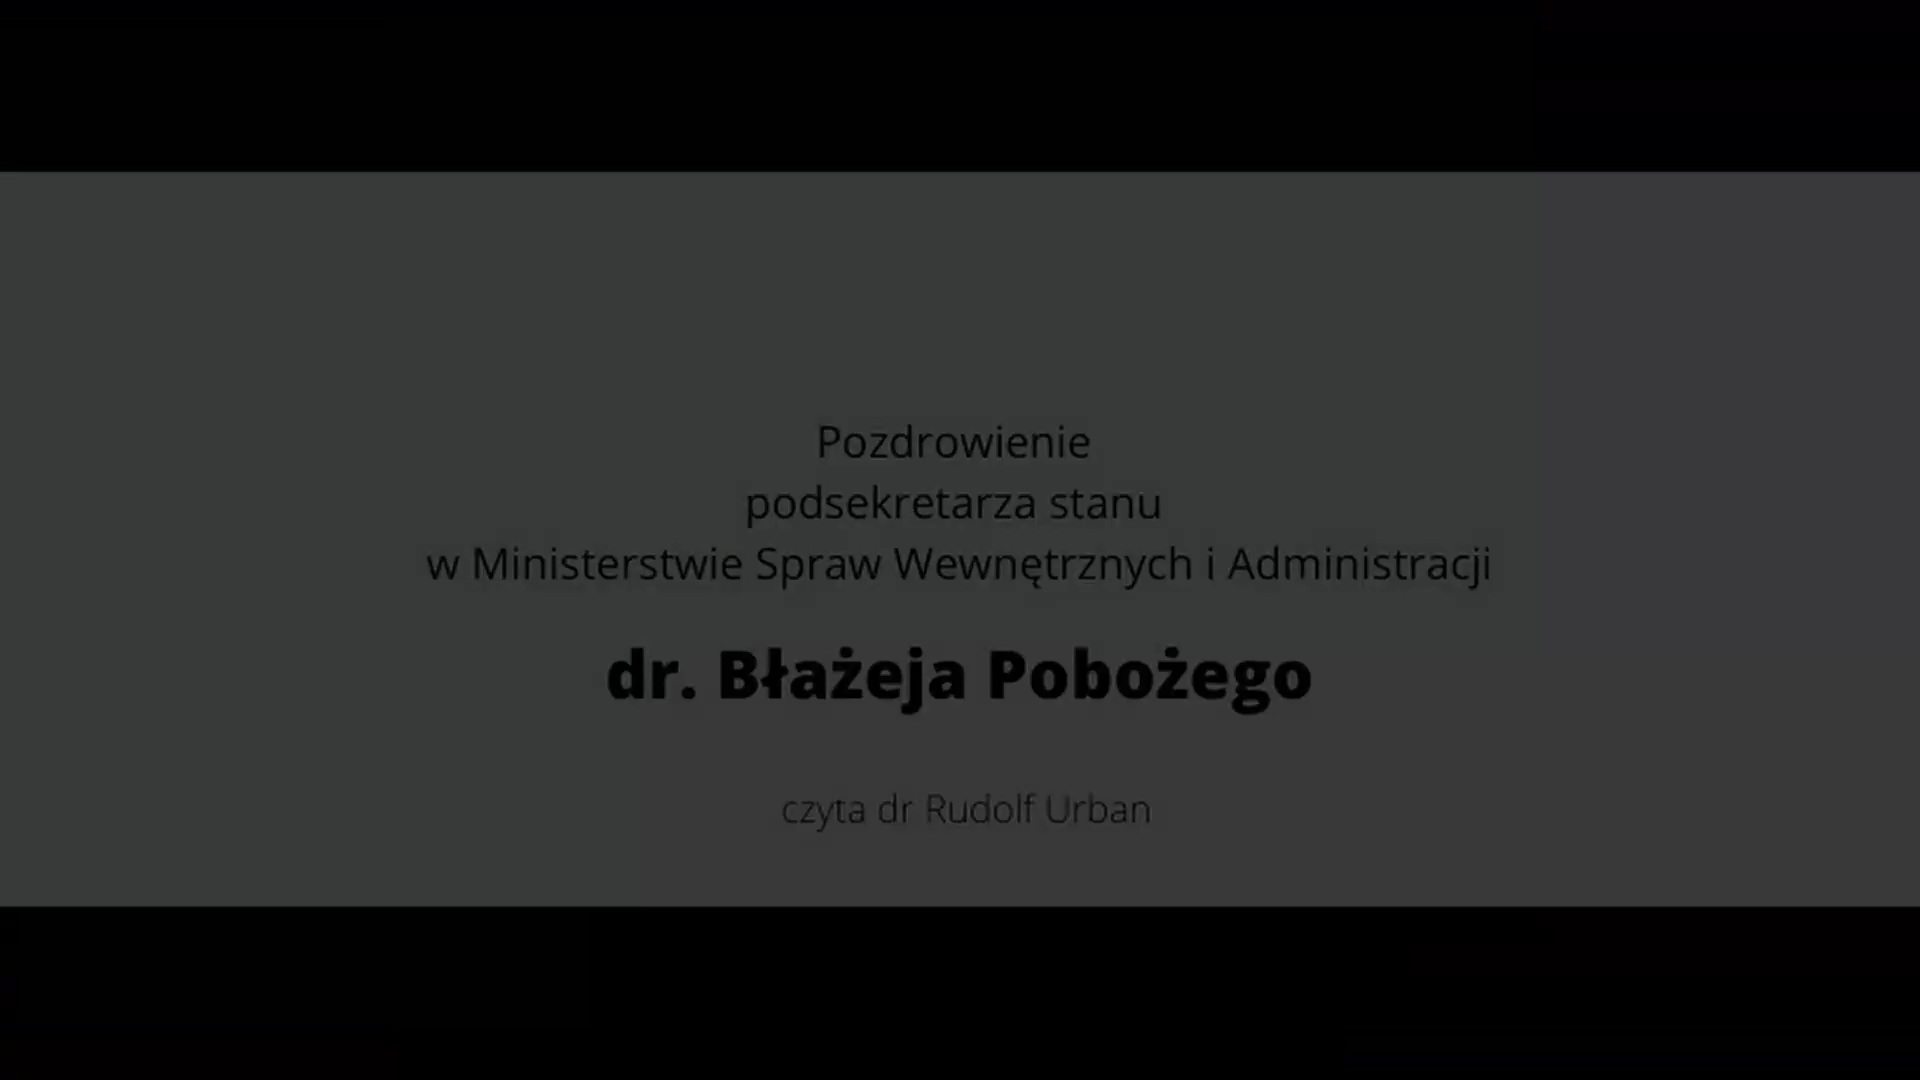 Pozdrowienie
podsekretarza stanu
w Ministerstwie Spraw Wewnętrznych i Administracji
dr. Błażeja Pobożego
czyta dr Rudolf Urban